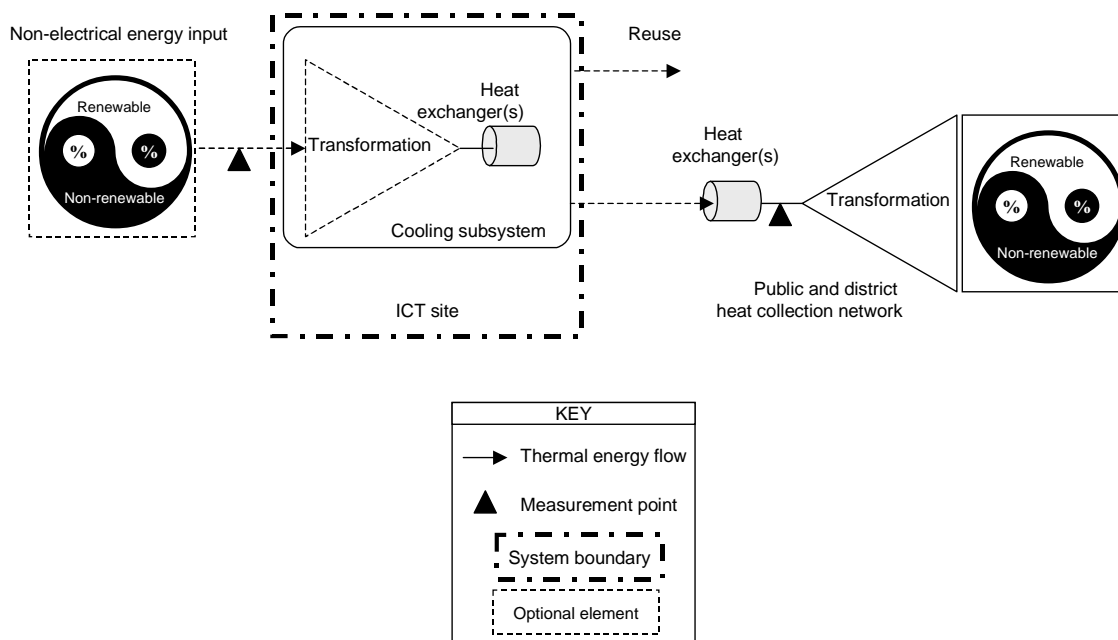 Non-electrical energy input
Renewable
%
%
Non-renewable
Transformation
Heat
exchanger(s)
Cooling subsystem
ICT site
Reuse
Heat
exchanger(s)
Transformation
Public and district
heat collection network
Renewable
%
%
Non-renewable
KEY
Thermal energy flow
Measurement point
System boundary
Optional element